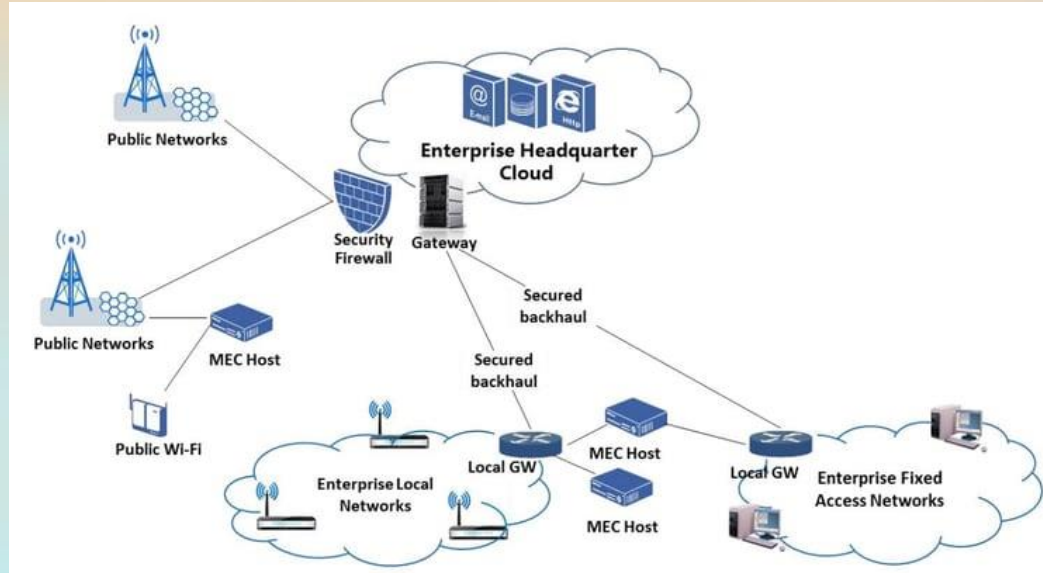 Public Networks
@
E-mail
e
Http
Enterprise Headquarter
Cloud
Security
Firewall
Gateway
Public Networks
MEC Host
Public Wi-Fi
Secured
backhaul
Secured
backhaul
Local GW
MEC Host
MEC Host
Local GW
Enterprise Local
Networks
Enterprise Fixed
Access Networks